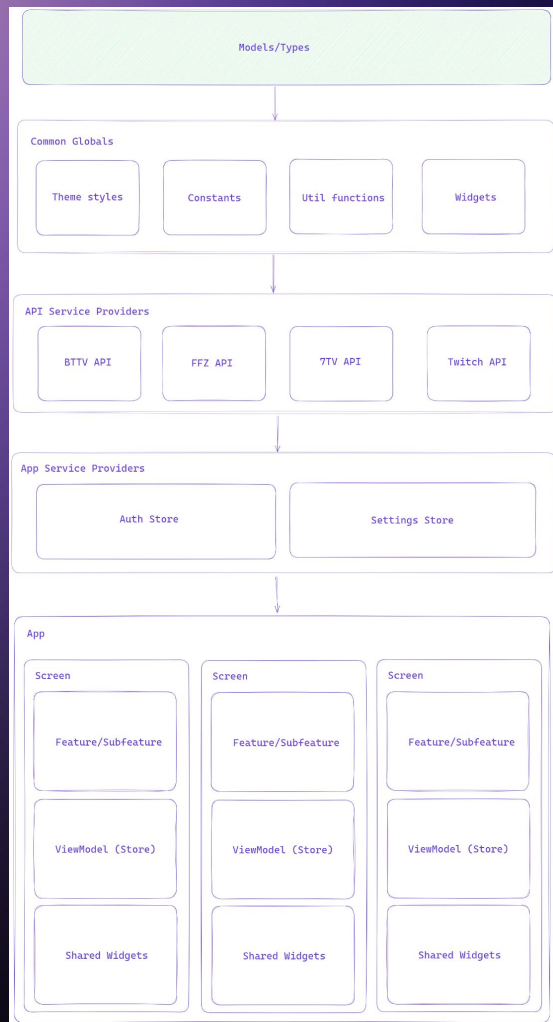 Models/Types
Common Globals
Theme styles
Constants
Util functions
Widgets
API Service Providers
BTTV API
FFZ API
7TV API
Twitch API
App Service Providers
Auth Store
Settings Store
App
Screen
Feature/Subfeature
ViewModel (Store)
Shared Widgets
Screen
Feature/Subfeature
ViewModel (Store)
Shared Widgets
Screen
Feature/Subfeature
ViewModel (Store)
Shared Widgets